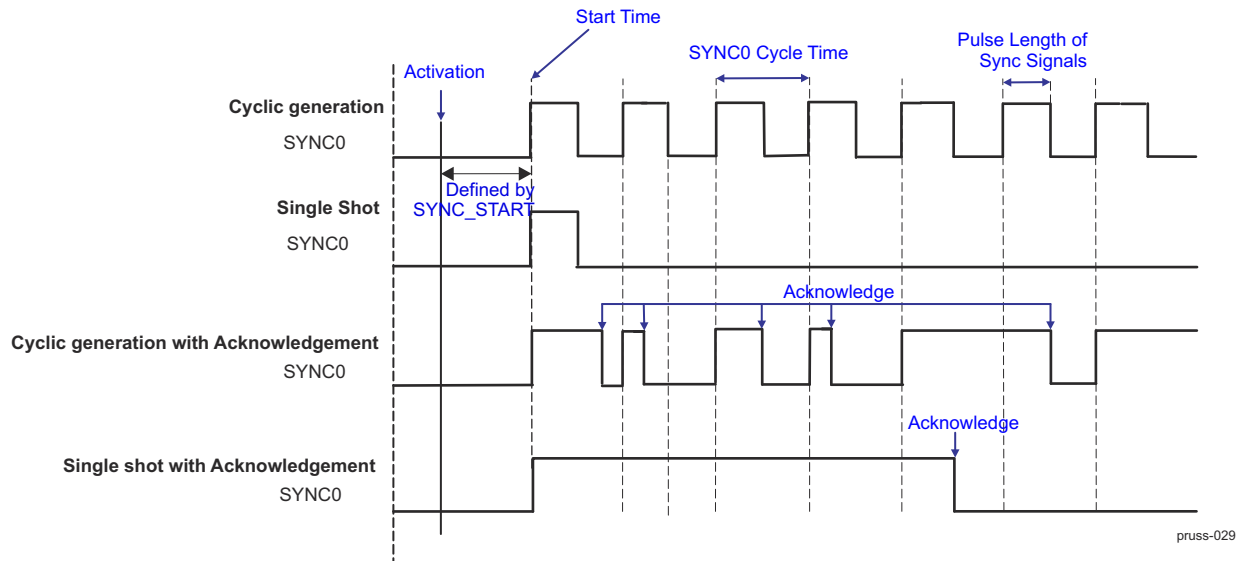 Start Time
SYNC0 Cycle Time
Pulse Length of
Sync Signals
Activation
Cyclic generation
SYNC0
Defined by
SYNC_START
Single Shot
SYNC0
Acknowledge
Cyclic generation with Acknowledgement
SYNC0
Acknowledge
Single shot with Acknowledgement
SYNC0
pruss-029